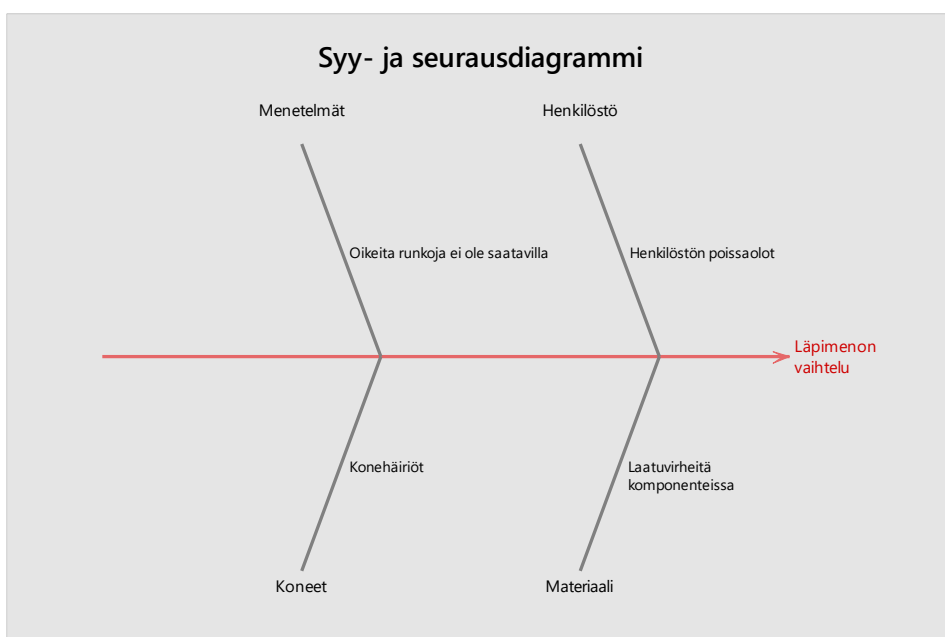 Syy- ja seurausdiagrammi
Menetelmät
Henkilöstö
Oikeita runkoja ei ole saatavilla
Henkilöstön poissaolot
Läpimenon
vaihtelu
Konehäiriöt
Laatuvirheitä
komponenteissa
Koneet
Materiaali